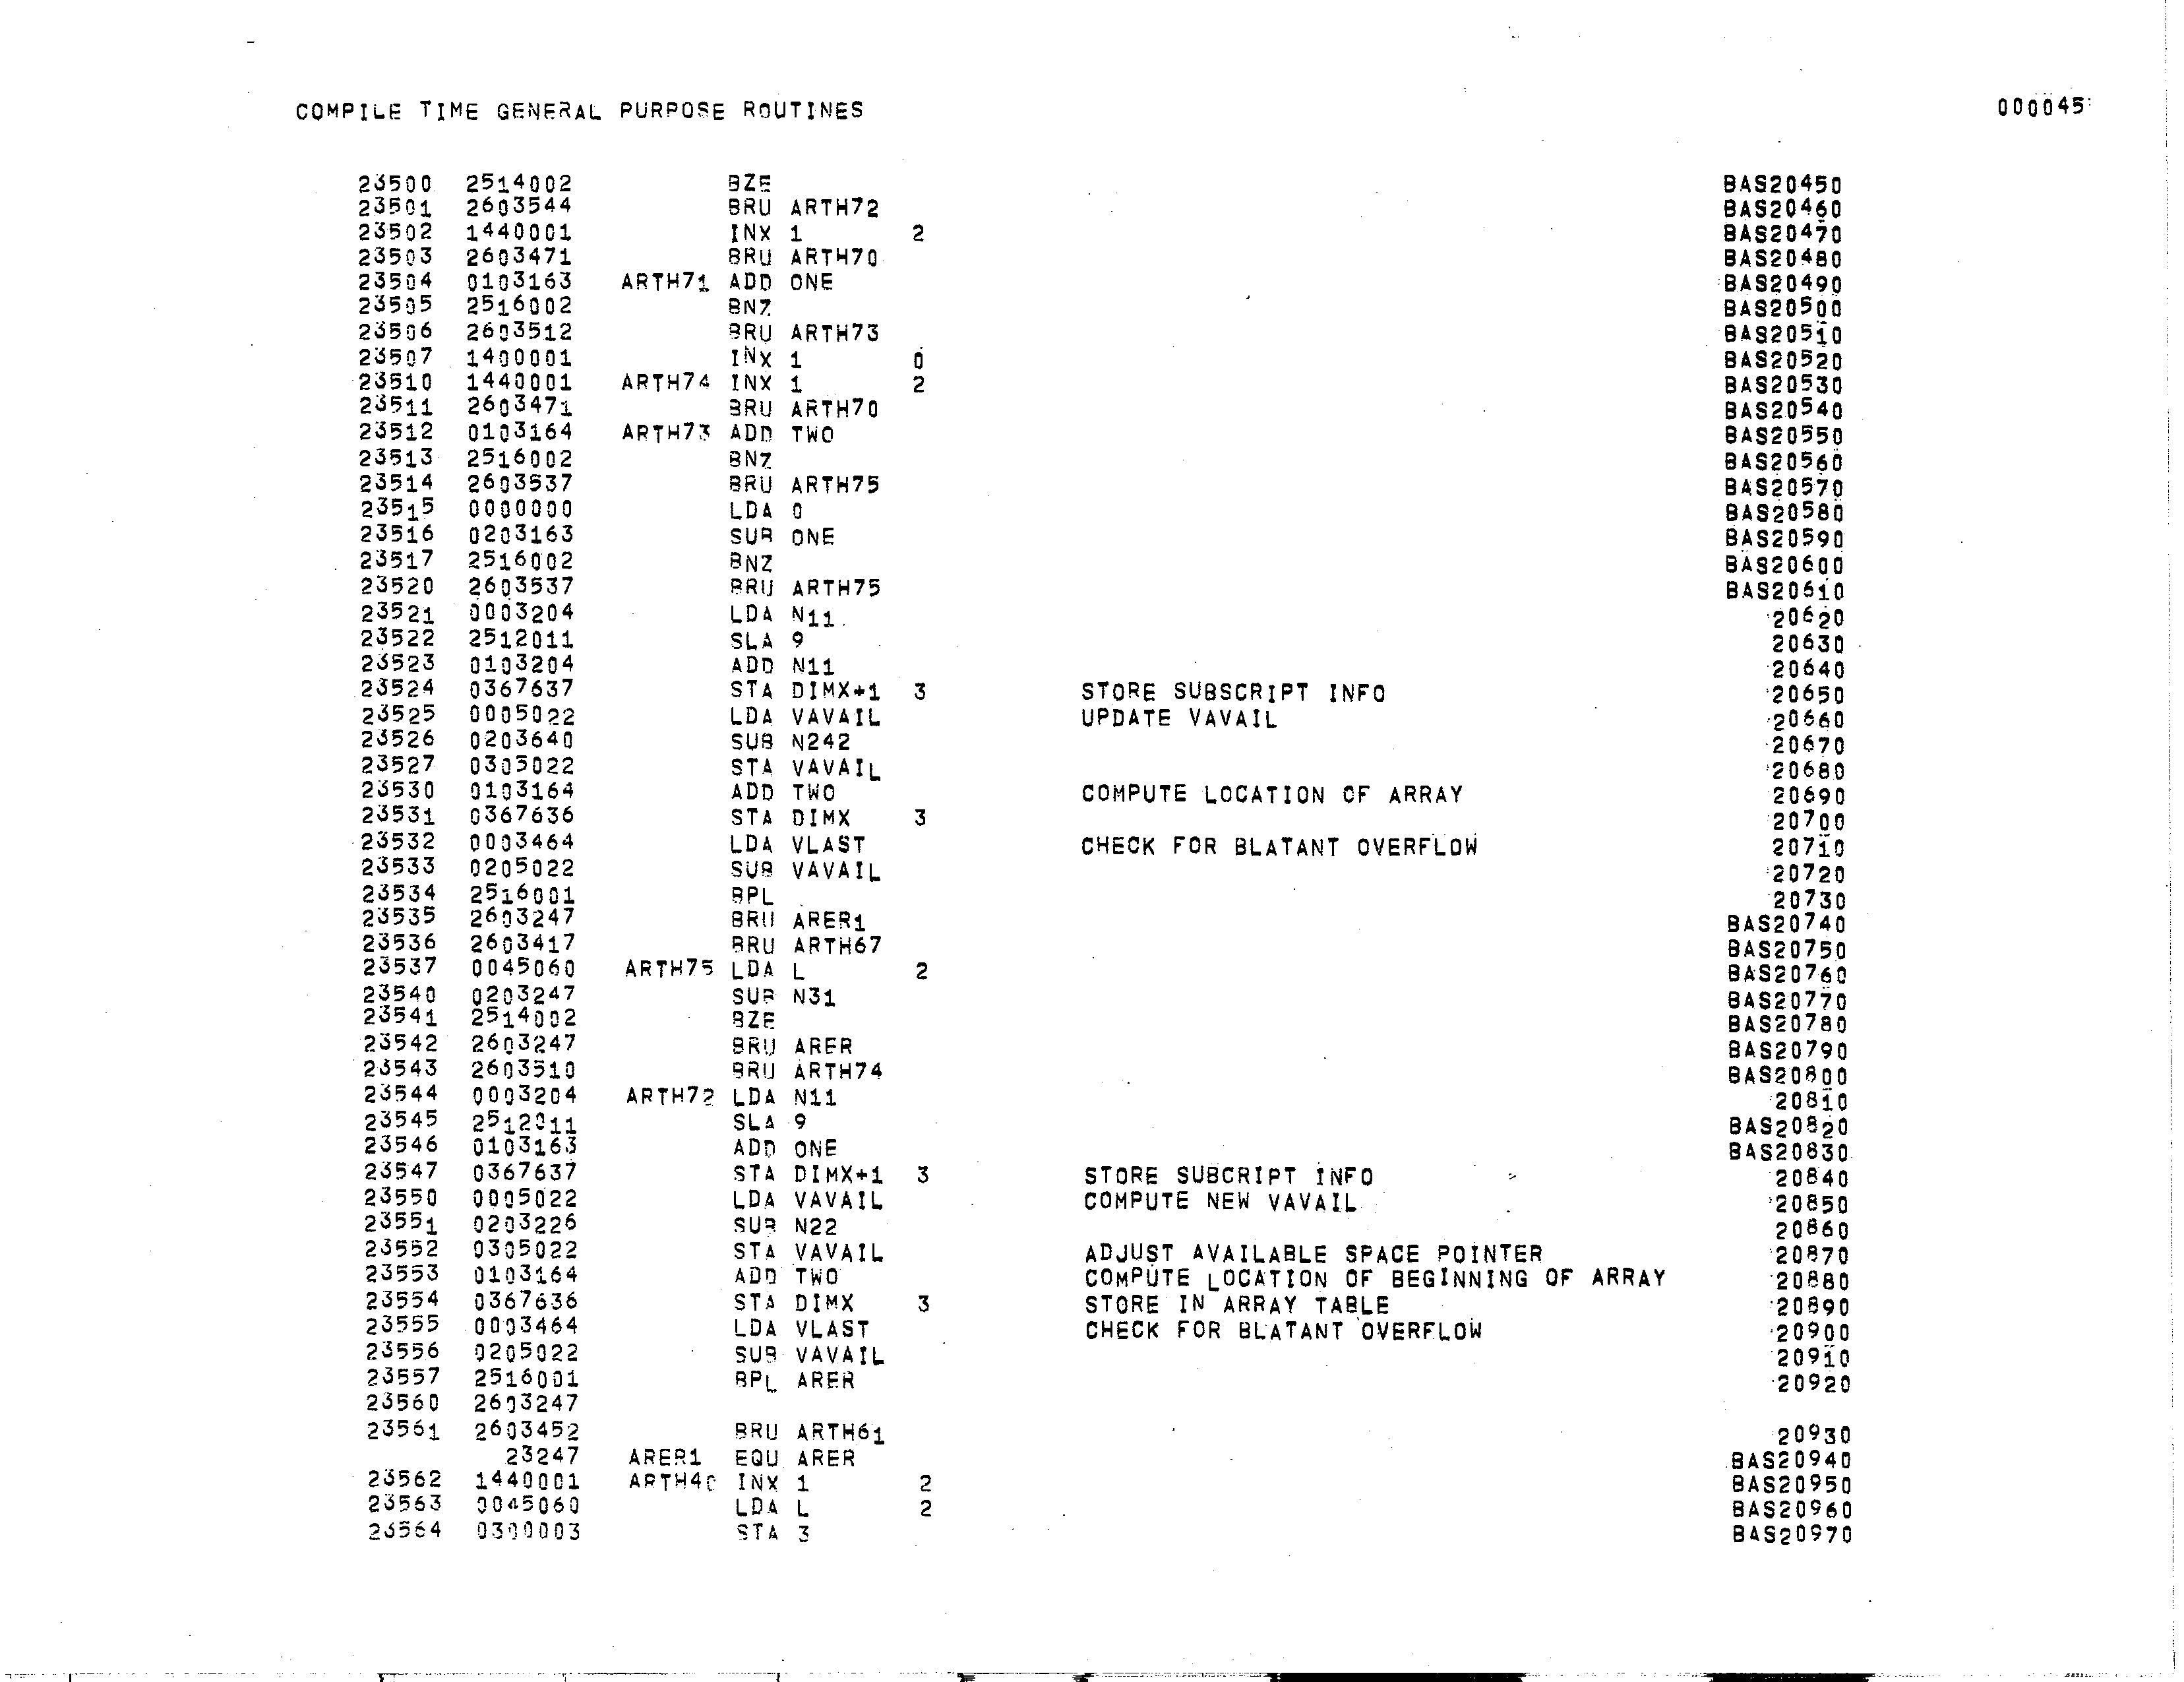 COMPILE TIME GENERAL PURPOSE ROUTINES 000045
23500 2514002 BZE BAS20450
23501 2603544 BRU ARTH72 BAS20460
23502 1440001 INX 1 2 BAS20470
23503 2603471 BRU ARTH70 BAS20480
23504 0103163 ARTH71 ADD ONE BAS20490
23505 2516002 BNZ BAS20500
23506 2603512 BRU ARTH73 BAS20510
23507 1400001 INX 1 0 BAS20520
23510 1440001 ARTH74 INX 1 2 BAS20530
23511 2603471 BRU ARTH70 BAS20540
23512 0103164 ARTH73 ADD TWO BAS20550
23513 2516002 BNZ BAS20560
23514 2603537 BRU ARTH75 BAS20570
23515 0000000 LDA 0 BAS20580
23516 0203163 SUB ONE BAS20590
23517 2516002 BNZ BAS20600
23520 2603537 BRU ARTH75 BAS20610
23521 0003204 LDA N11 20620
23522 2512011 SLA 9 20630
23523 0103204 ADD N11 20640
23524 0367637 STA DIMX+1 3 STORE SUBSCRIPT INFO 20650
23525 0005022 LDA VAVAIL UPDATE VAVAIL 20660
23526 0203640 SUB N242 20670
23527 0305022 STA VAVAIL 20680
23530 0103164 ADD TWO COMPUTE LOCATION OF ARRAY 20690
23531 0367636 STA DIMX 3 20700
23532 0003464 LDA VLAST CHECK FOR BLATANT OVERFLOW 20710
23533 0205022 SUB VAVAIL 20720
23534 2516001 BPL 20730
23535 2603247 BRU ARER1 BAS20740
23536 2603417 BRU ARTH67 BAS20750
23537 0045060 ARTH75 LDA L 2 BAS20760
23540 0203247 SUB N31 BAS20770
23541 2514002 BZE BAS20780
23542 2603247 BRU ARER BAS20790
23543 2603510 BRU ARTH74 BAS20800
23544 0003204 ARTH72 LDA N11 20810
23545 2512011 SLA 9 BAS20820
23546 0103163 ADD ONE BAS20830
23547 0367637 STA DIMX+1 3 STORE SUBCRIPT INFO 20840
23550 0005022 LDA VAVAIL COMPUTE NEW VAVAIL 20850
23551 0203226 SUB N22 20860
23552 0305022 STA VAVAIL ADJUST AVAILABLE SPACE POINTER 20870
23553 0103164 ADD TWO COMPUTE LOCATION OF BEGINNING OF ARRAY 20880
23554 0367636 STA DIMX 3 STORE IN ARRAY TABLE 20890
23555 0003464 LDA VLAST CHECK FOR BLATANT OVERFLOW 20900
23556 0205022 SUB VAVAIL 20910
23557 2516001 BPL ARER 20920
23560 2603247
23561 2603452 BRU ARTH61 20930
23247 ARER1 EQU ARER BAS20940
23562 1440001 ARTH40 INX 1 2 BAS20950
23563 0045060 LDA L 2 BAS20960
23564 0300003 STA 3 BAS20970